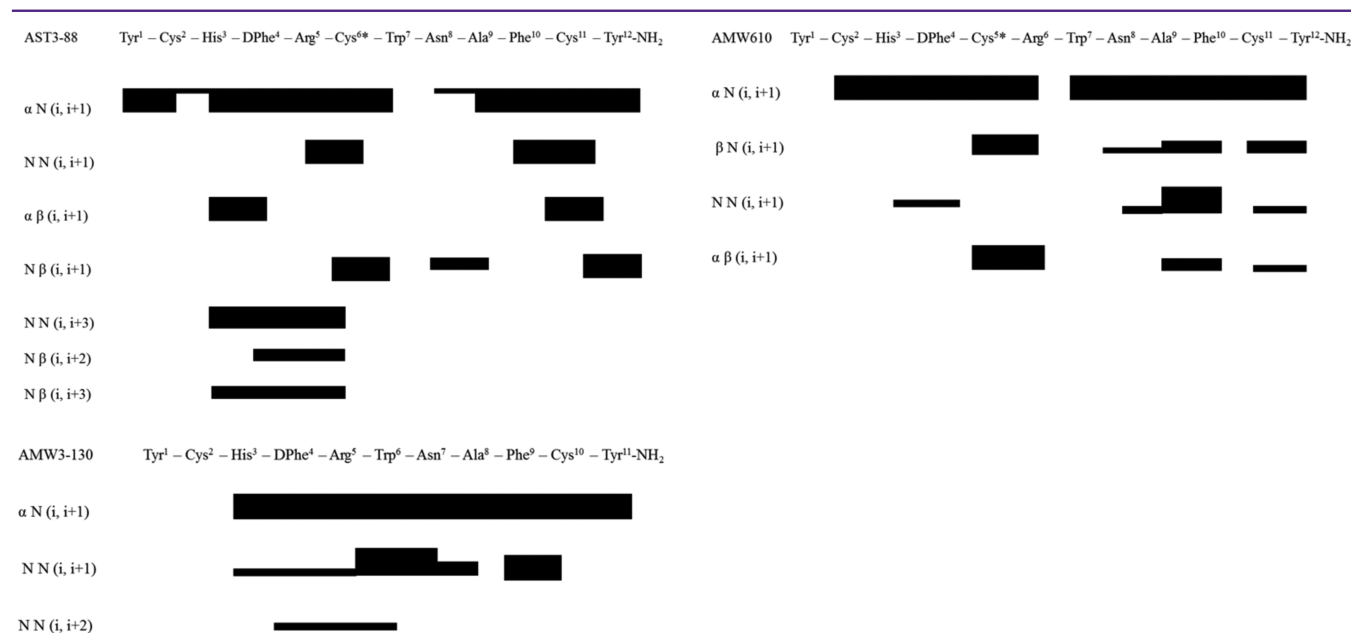 AST3-88 Tyr¹ – Cys² – His³ – DPhe⁴ – Arg⁵ – Cys⁶* – Trp⁷ – Asn⁸ – Ala⁹ – Phe¹⁰ – Cys¹¹ – Tyr¹²-NH₂
α N (i, i+1)
N N (i, i+1)
α β (i, i+1)
N β (i, i+1)
N N (i, i+3)
N β (i, i+2)
N β (i, i+3)
AMW610 Tyr¹ – Cys² – His³ – DPhe⁴ – Cys⁵* – Arg⁶ – Trp⁷ – Asn⁸ – Ala⁹ – Phe¹⁰ – Cys¹¹ – Tyr¹²-NH₂
α N (i, i+1)
β N (i, i+1)
N N (i, i+1)
α β (i, i+1)
AMW3-130 Tyr¹ – Cys² – His³ – DPhe⁴ – Arg⁵ – Trp⁶ – Asn⁷ – Ala⁸ – Phe⁹ – Cys¹⁰ – Tyr¹¹-NH₂
α N (i, i+1)
N N (i, i+1)
N N (i, i+2)